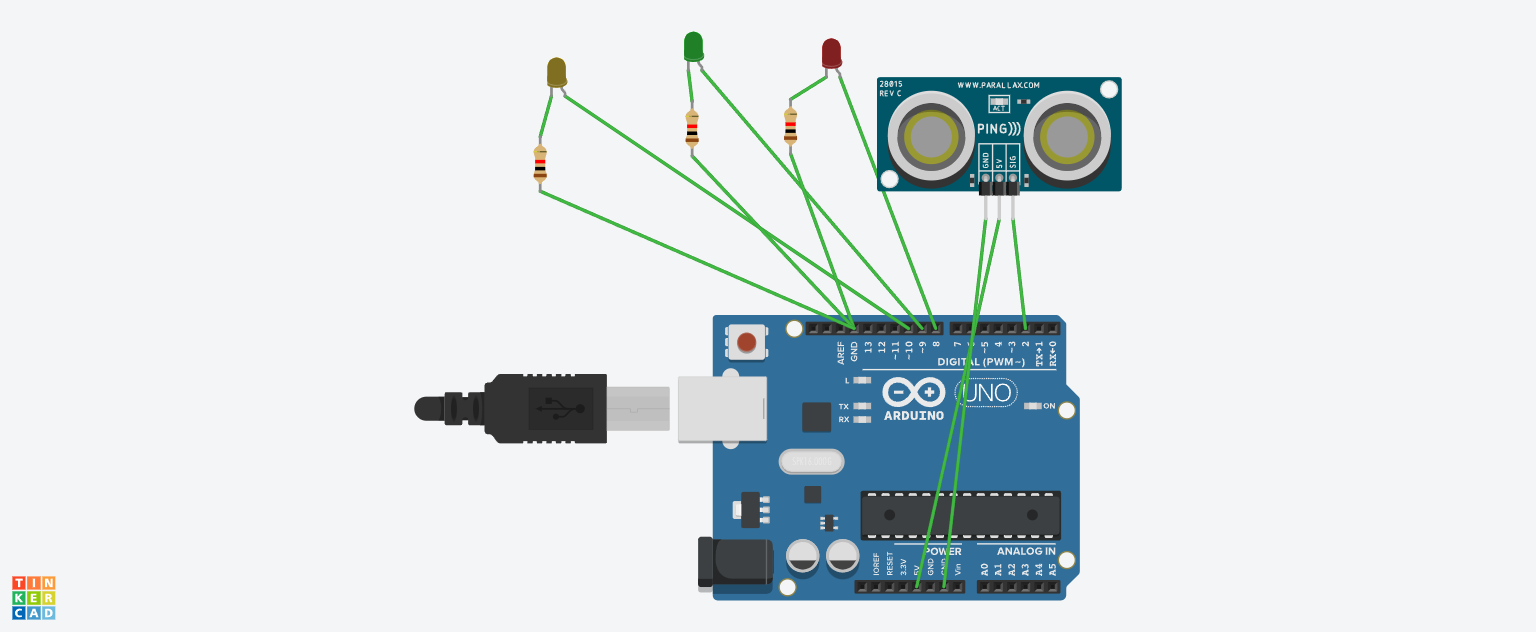 28015
REV C
WWW.PARALLAX.COM
ACT
PING)))
GND
5V
SIG
AREF
GND
13
12
~11
~10
~9
8
7
~5
4
~3
2
TX→1
RX←0
DIGITAL (PWM~)
L
TX
RX
ARDUINO
UNO
ON
POWER
ANALOG IN
IOREF
RESET
3.3V
5V
GND
GND
Vin
A0
A1
A2
A3
A4
A5
TIN
KER
CAD